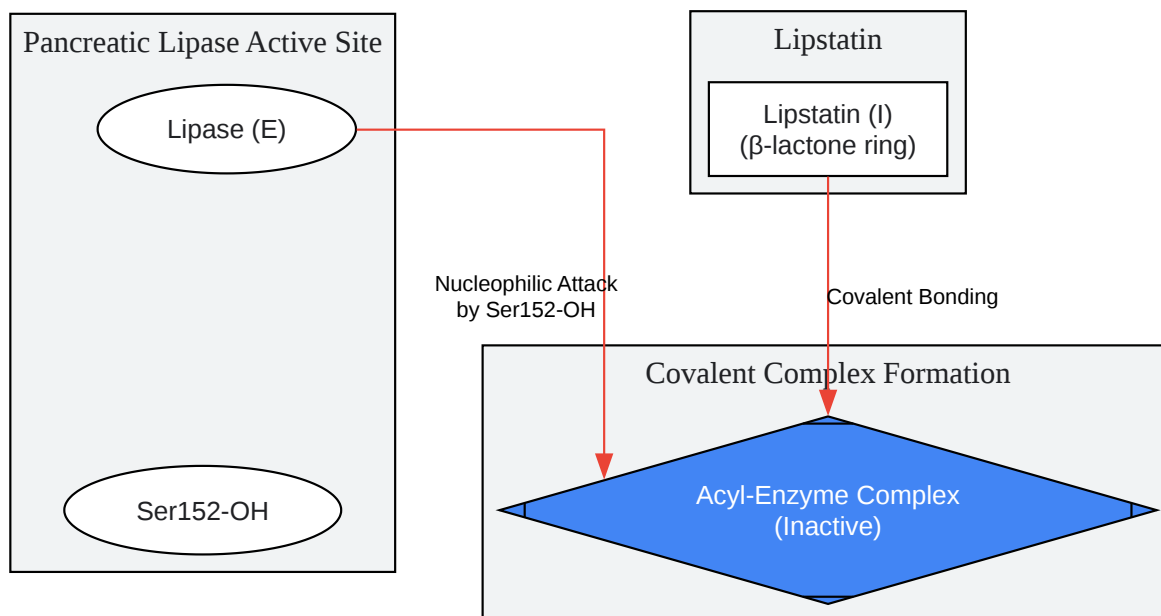 Pancreatic Lipase Active Site
Lipase (E)
Ser152-OH
Lipstatin
Lipstatin (I)
(β-lactone ring)
Nucleophilic Attack
by Ser152-OH
Covalent Bonding
Covalent Complex Formation
Acyl-Enzyme Complex
(Inactive)